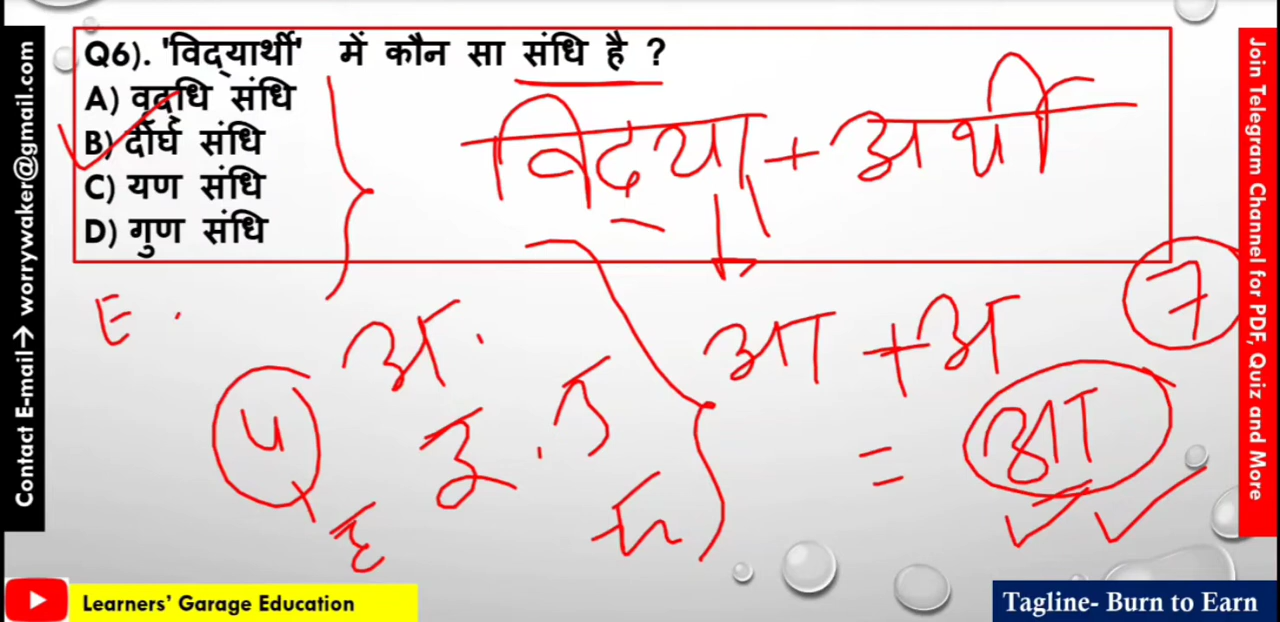 Contact E-mail→ worrywaker@gmail.com
Q6). 'विद्यार्थी' में कौन सा संधि है ?
A) वृद्धि संधि
B) दीर्घ संधि
C) यण संधि
D) गुण संधि
विद्या + अर्थी
E.
अ.
आ + अ
= आ
7
Join Telegram Channel for PDF, Quiz and More
Learners' Garage Education
Tagline- Burn to Earn